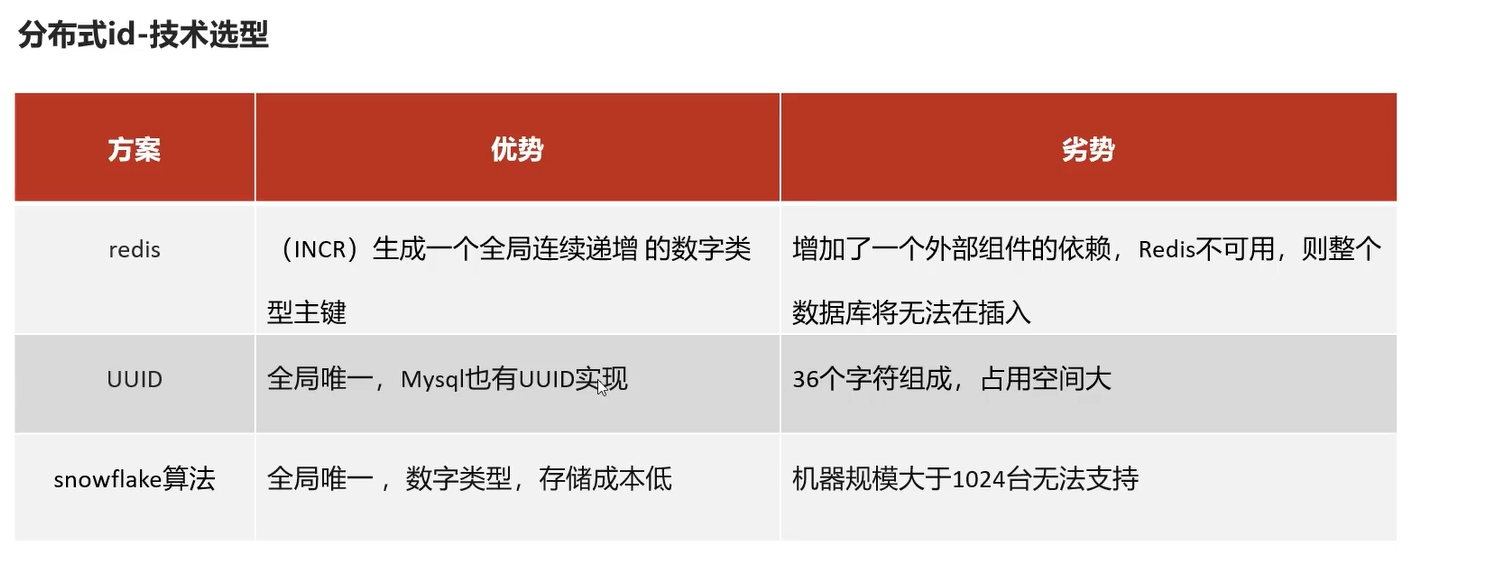 分布式id-技术选型
方案 优势 劣势
redis （INCR）生成一个全局连续递增 的数字类 增加了一个外部组件的依赖，Redis不可用，则整个
型主键 数据库将无法在插入
UUID 全局唯一，Mysql也有UUID实现 36个字符组成，占用空间大
snowflake算法 全局唯一 ，数字类型，存储成本低 机器规模大于1024台无法支持